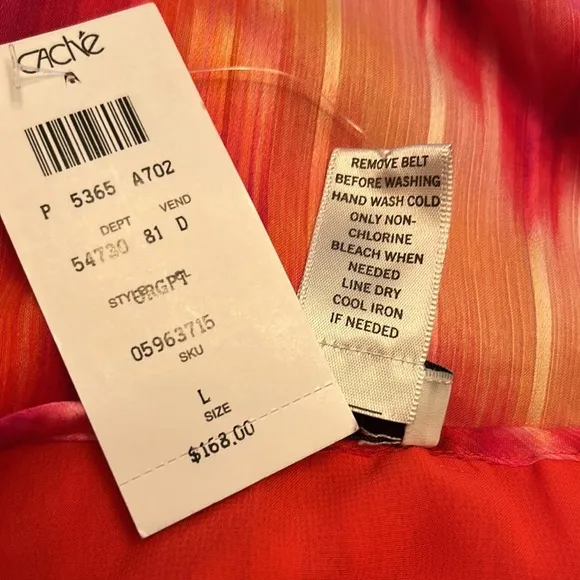 Caché
P 5365 A702
DEPT VEND
54730 81 D
STYLE
ORGPT
05963715
SKU
L
SIZE
$168.00
REMOVE BELT
BEFORE WASHING
HAND WASH COLD
ONLY NON-
CHLORINE
BLEACH WHEN
NEEDED
LINE DRY
COOL IRON
IF NEEDED